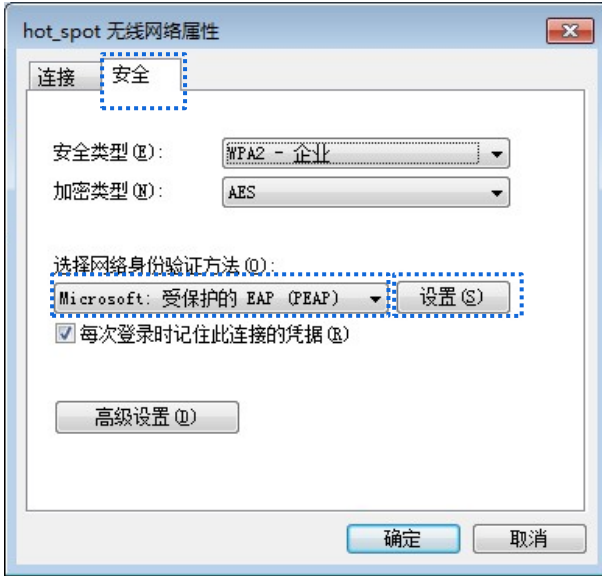 hot_spot 无线网络属性
连接 安全
安全类型(E): WPA2 - 企业
加密类型(N): AES
选择网络身份验证方法(O):
Microsoft: 受保护的 EAP (PEAP) 设置(S)
每次登录时记住此连接的凭据(R)
高级设置(D)
确定 取消